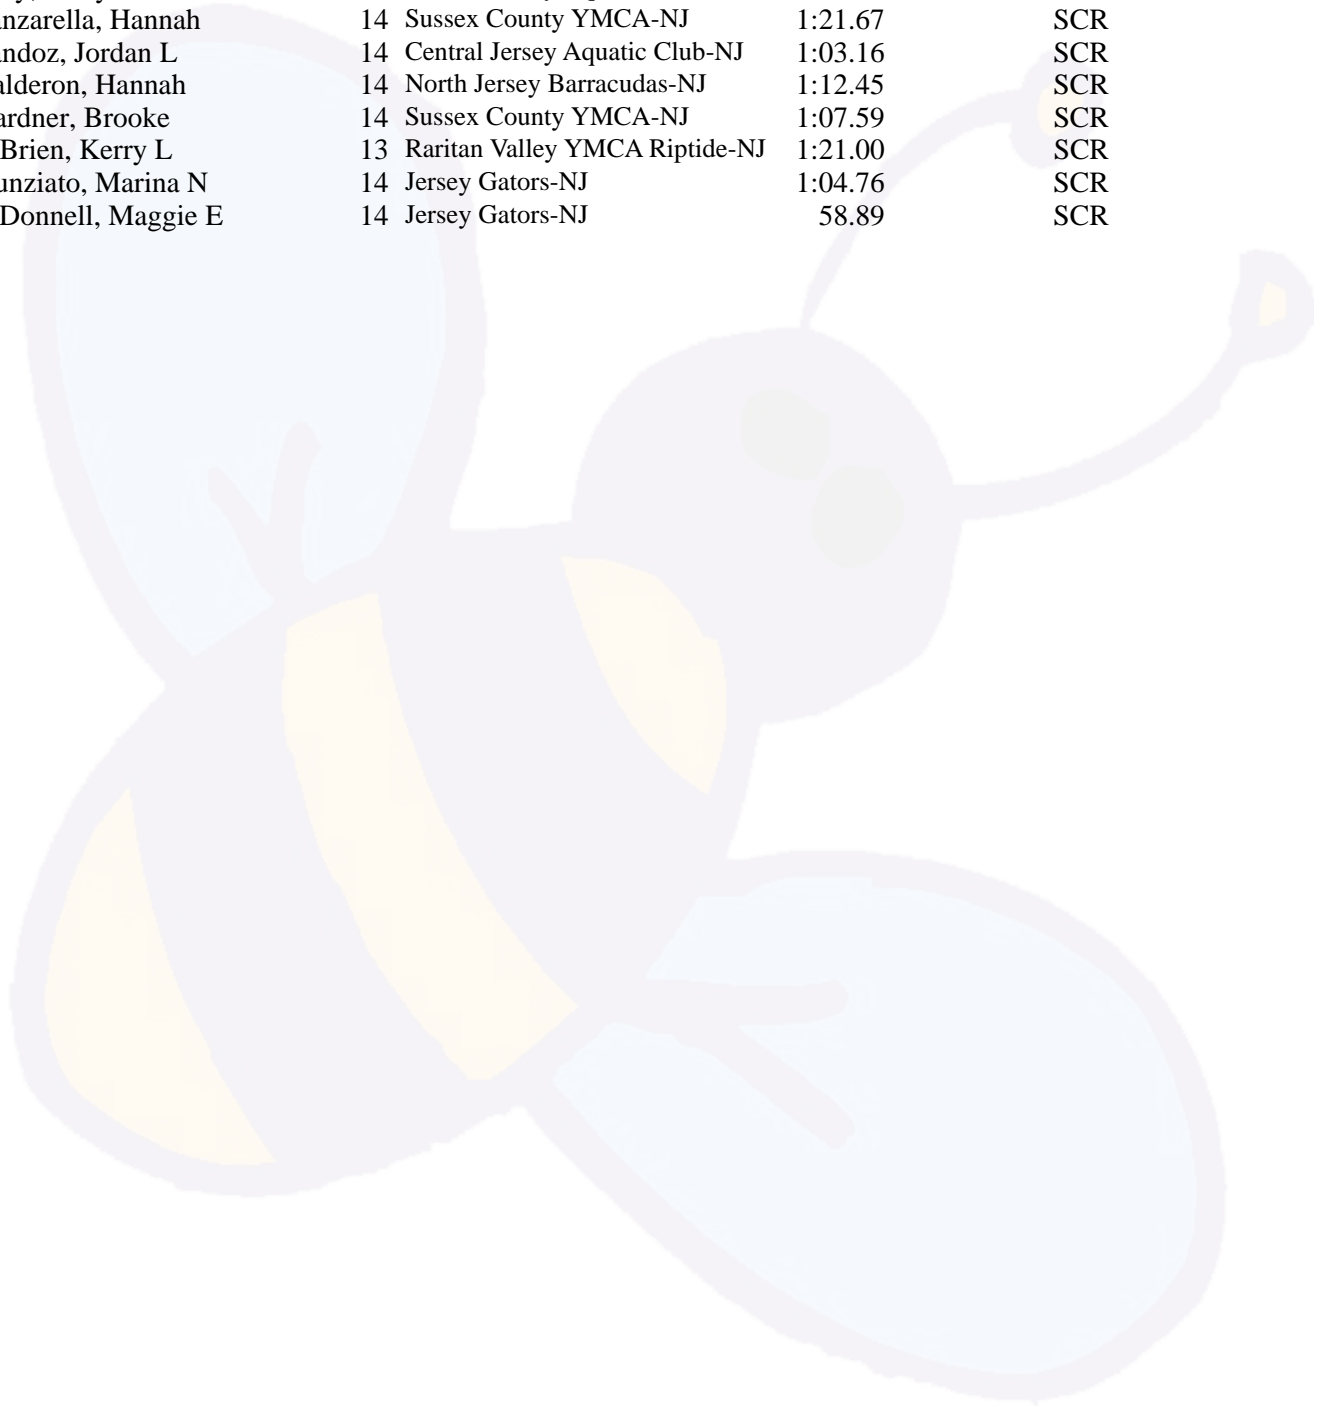 nzarella, Hannah 14 Sussex County YMCA-NJ 1:21.67 SCR
ndoz, Jordan L 14 Central Jersey Aquatic Club-NJ 1:03.16 SCR
alderon, Hannah 14 North Jersey Barracudas-NJ 1:12.45 SCR
ardner, Brooke 14 Sussex County YMCA-NJ 1:07.59 SCR
Brien, Kerry L 13 Raritan Valley YMCA Riptide-NJ 1:21.00 SCR
unziato, Marina N 14 Jersey Gators-NJ 1:04.76 SCR
Donnell, Maggie E 14 Jersey Gators-NJ 58.89 SCR